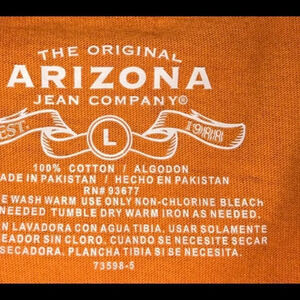 THE ORIGINAL
ARIZONA
JEAN COMPANY®
EST. L 1988
100% COTTON / ALGODON
ADE IN PAKISTAN / HECHO EN PAKISTAN
RN# 93677
E WASH WARM USE ONLY NON-CHLORINE BLEACH
NEEDED TUMBLE DRY WARM IRON AS NEEDED.
N LAVADORA CON AGUA TIBIA, USAR SOLAMENTE
EADOR SIN CLORO. CUANDO SE NECESITE SECAR
SECADORA. PLANCHA TIBIA SI SE NECESITA.
73598-5